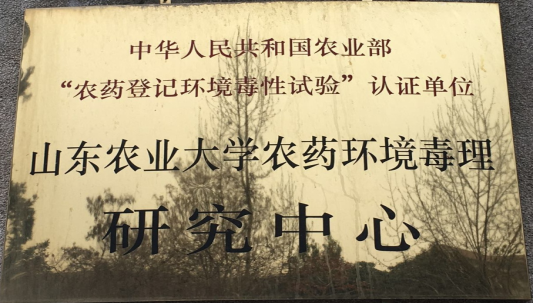 中华人民共和国农业部
“农药登记环境毒性试验”认证单位
山东农业大学农药环境毒理
研究中心